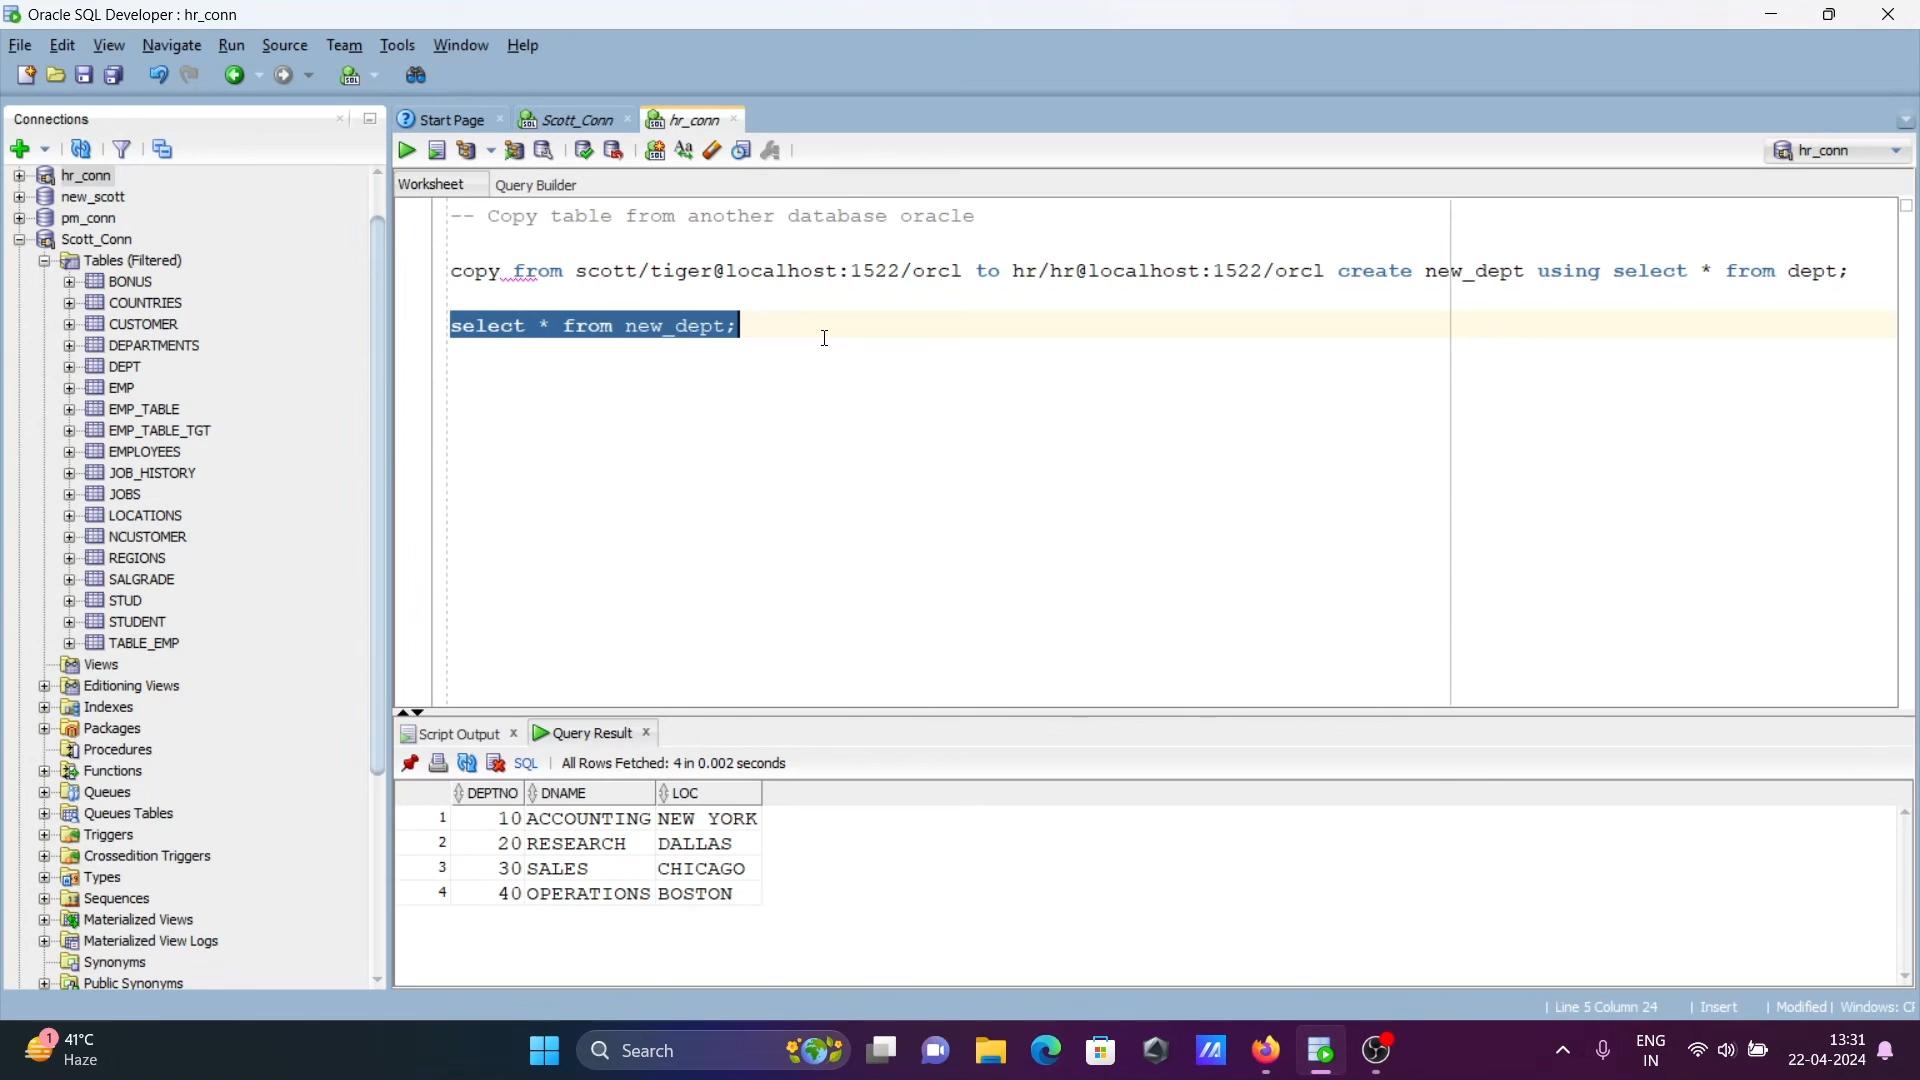 Oracle SQL Developer : hr_conn
File Edit View Navigate Run Source Team Tools Window Help
Connections
hr_conn
new_scott
pm_conn
Scott_Conn
Tables (Filtered)
BONUS
COUNTRIES
CUSTOMER
DEPARTMENTS
DEPT
EMP
EMP_TABLE
EMP_TABLE_TGT
EMPLOYEES
JOB_HISTORY
JOBS
LOCATIONS
NCUSTOMER
REGIONS
SALGRADE
STUD
STUDENT
TABLE_EMP
Views
Editioning Views
Indexes
Packages
Procedures
Functions
Queues
Queues Tables
Triggers
Crossedition Triggers
Types
Sequences
Materialized Views
Materialized View Logs
Synonyms
Public Synonyms
Start Page Scott_Conn hr_conn
hr_conn
Worksheet Query Builder
-- Copy table from another database oracle
copy from scott/tiger@localhost:1522/orcl to hr/hr@localhost:1522/orcl create new_dept using select * from dept;
select * from new_dept;
Script Output Query Result
SQL All Rows Fetched: 4 in 0.002 seconds
DEPTNO DNAME LOC
1 10 ACCOUNTING NEW YORK
2 20 RESEARCH DALLAS
3 30 SALES CHICAGO
4 40 OPERATIONS BOSTON
Line 5 Column 24 Insert Modified Windows: CF
1 41°C
Haze
Search
ENG
IN
13:31
22-04-2024